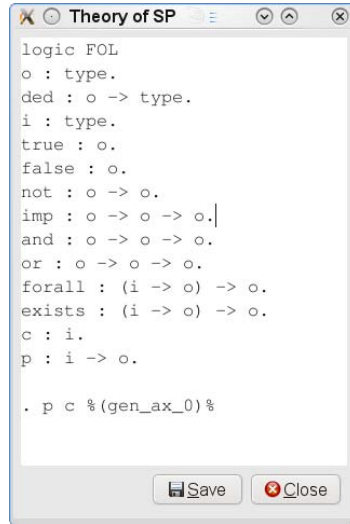 Theory of SP
logic FOL
o : type.
ded : o -> type.
i : type.
true : o.
false : o.
not : o -> o.
imp : o -> o -> o.
and : o -> o -> o.
or : o -> o -> o.
forall : (i -> o) -> o.
exists : (i -> o) -> o.
c : i.
p : i -> o.
. p c %(gen_ax_0)%
Save Close